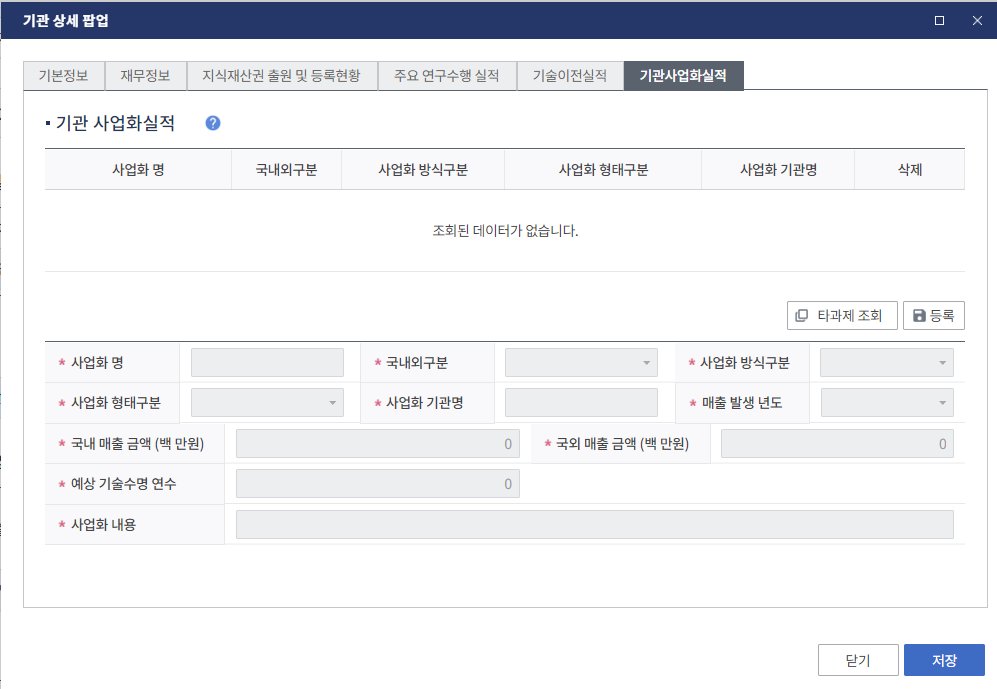 기관 상세 팝업
기본정보 재무정보 지식재산권 출원 및 등록현황 주요 연구수행 실적 기술이전실적 기관사업화실적
기관 사업화실적 ?
사업화 명 국내외구분 사업화 방식구분 사업화 형태구분 사업화 기관명 삭제
조회된 데이터가 없습니다.
타과제 조회 등록
* 사업화 명 * 국내외구분 * 사업화 방식구분
* 사업화 형태구분 * 사업화 기관명 * 매출 발생 년도
* 국내 매출 금액 (백 만원) 0 * 국외 매출 금액 (백 만원) 0
* 예상 기술수명 연수 0
* 사업화 내용
닫기 저장